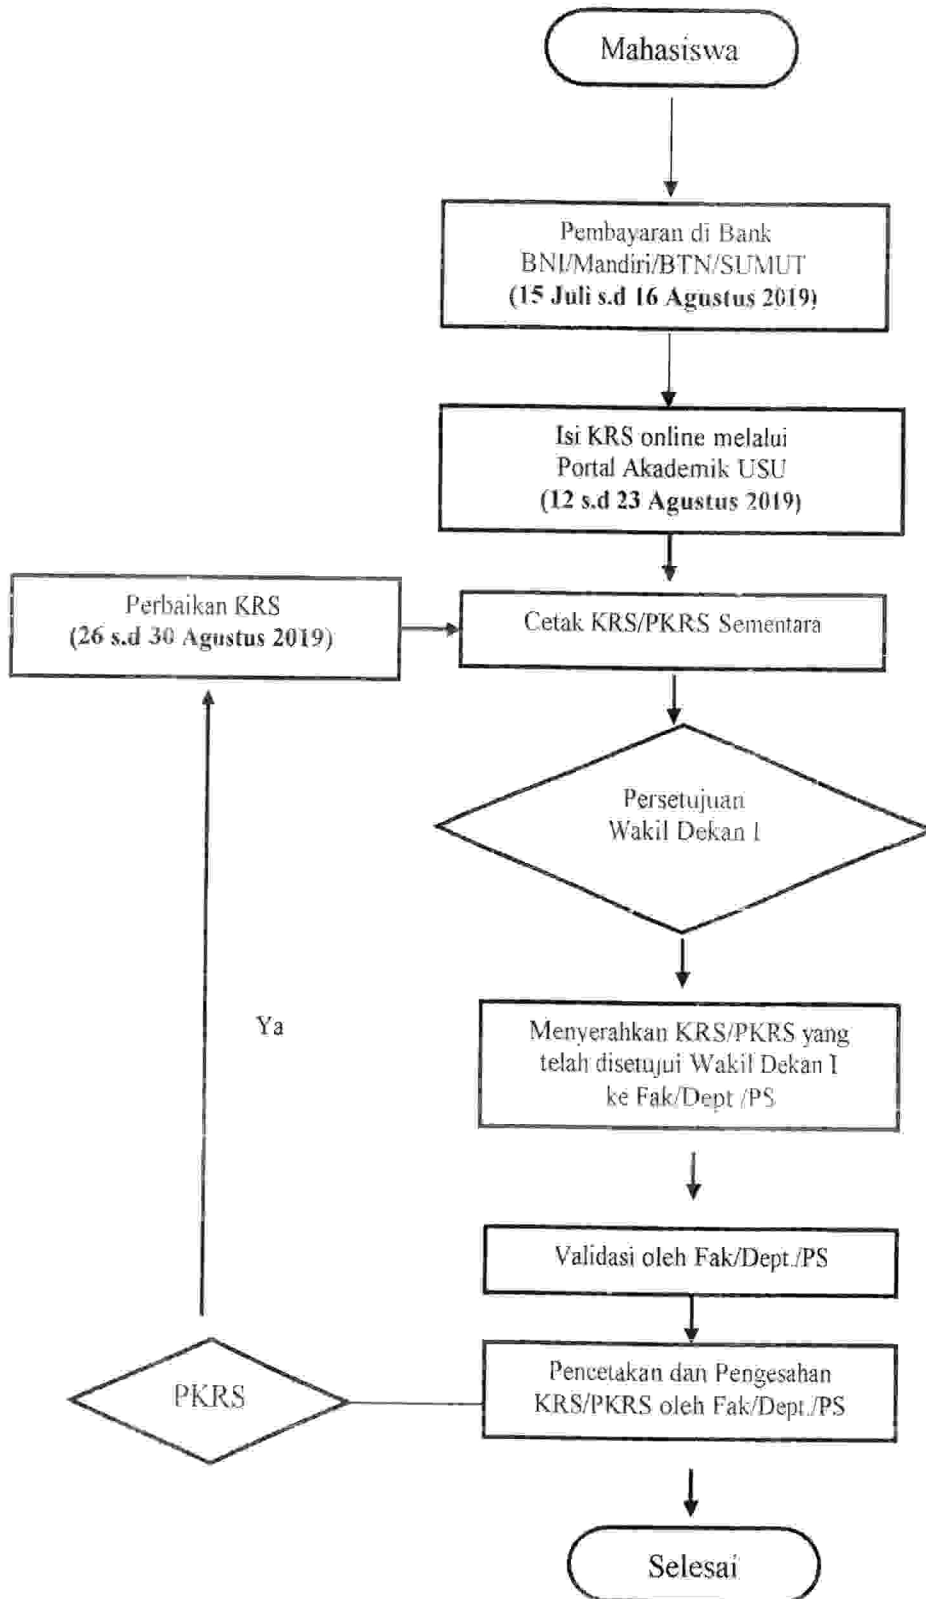 Mahasiswa
Pembayaran di Bank
BNI/Mandiri/BTN/SUMUT
(15 Juli s.d 16 Agustus 2019)
Isi KRS online melalui
Portal Akademik USU
(12 s.d 23 Agustus 2019)
Perbaikan KRS
(26 s.d 30 Agustus 2019)
Cetak KRS/PKRS Sementara
Persetujuan
Wakil Dekan I
Ya
Menyerahkan KRS/PKRS yang
telah disetujui Wakil Dekan I
ke Fak/Dept /PS
Validasi oleh Fak/Dept./PS
PKRS
Pencetakan dan Pengesahan
KRS/PKRS oleh Fak/Dept./PS
Selesai